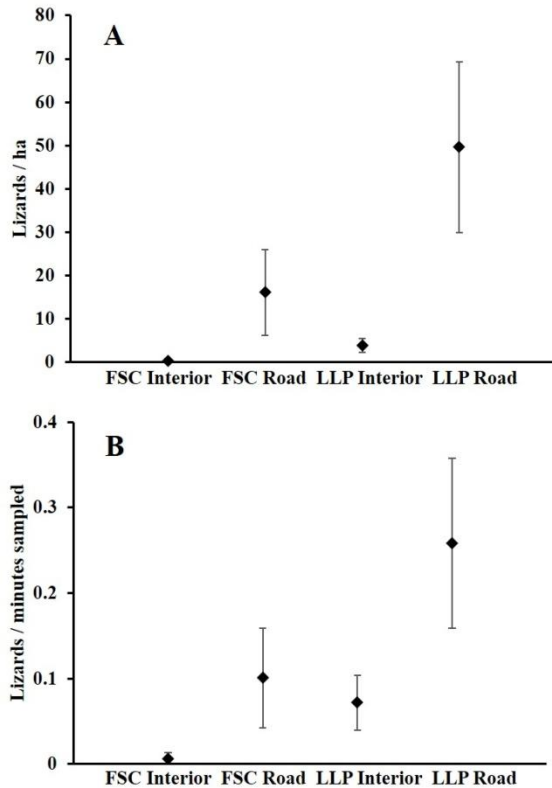 A
80
70
60
50
40
30
20
10
0
Lizards / ha
FSC Interior FSC Road LLP Interior LLP Road
B
0.4
0.3
0.2
0.1
0
Lizards / minutes sampled
FSC Interior FSC Road LLP Interior LLP Road